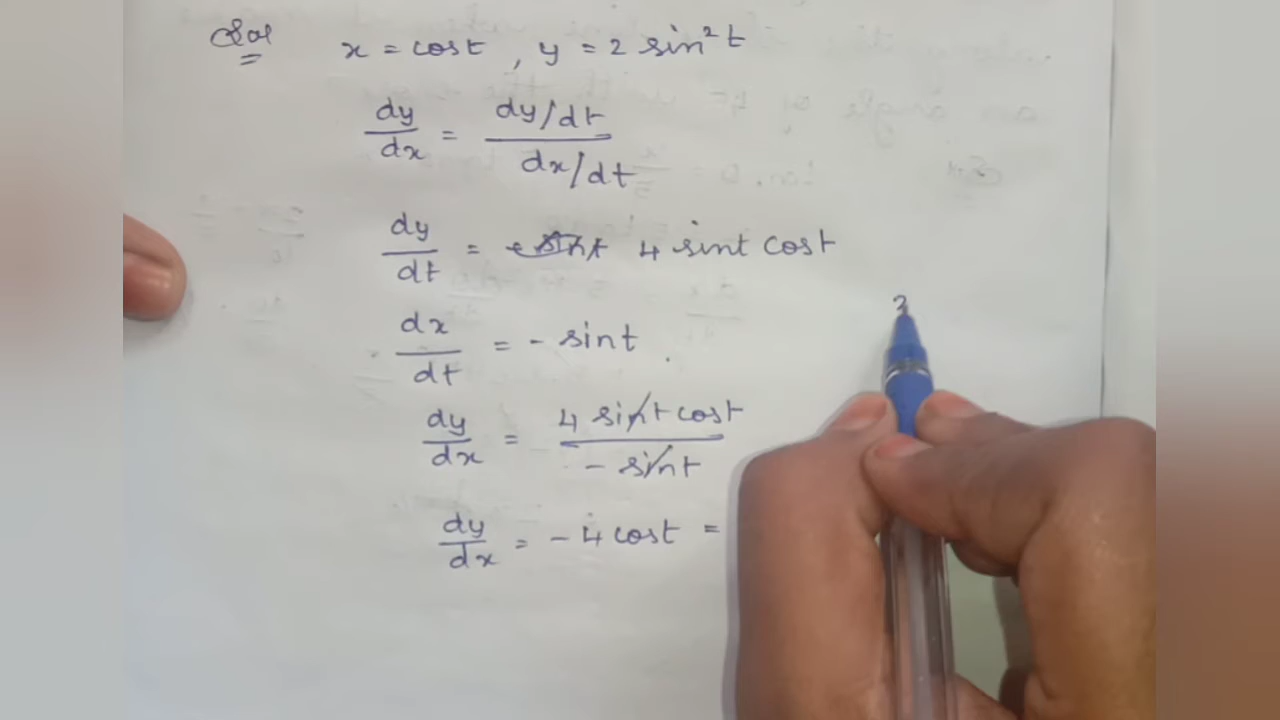 Sol x = cost , y = 2 sin²t
dy/dx = dy/dt / dx/dt
dy/dt = 4 sint cost
dx/dt = - sint .
dy/dx = 4 sint cost / - sint
dy/dx = - 4 cost =